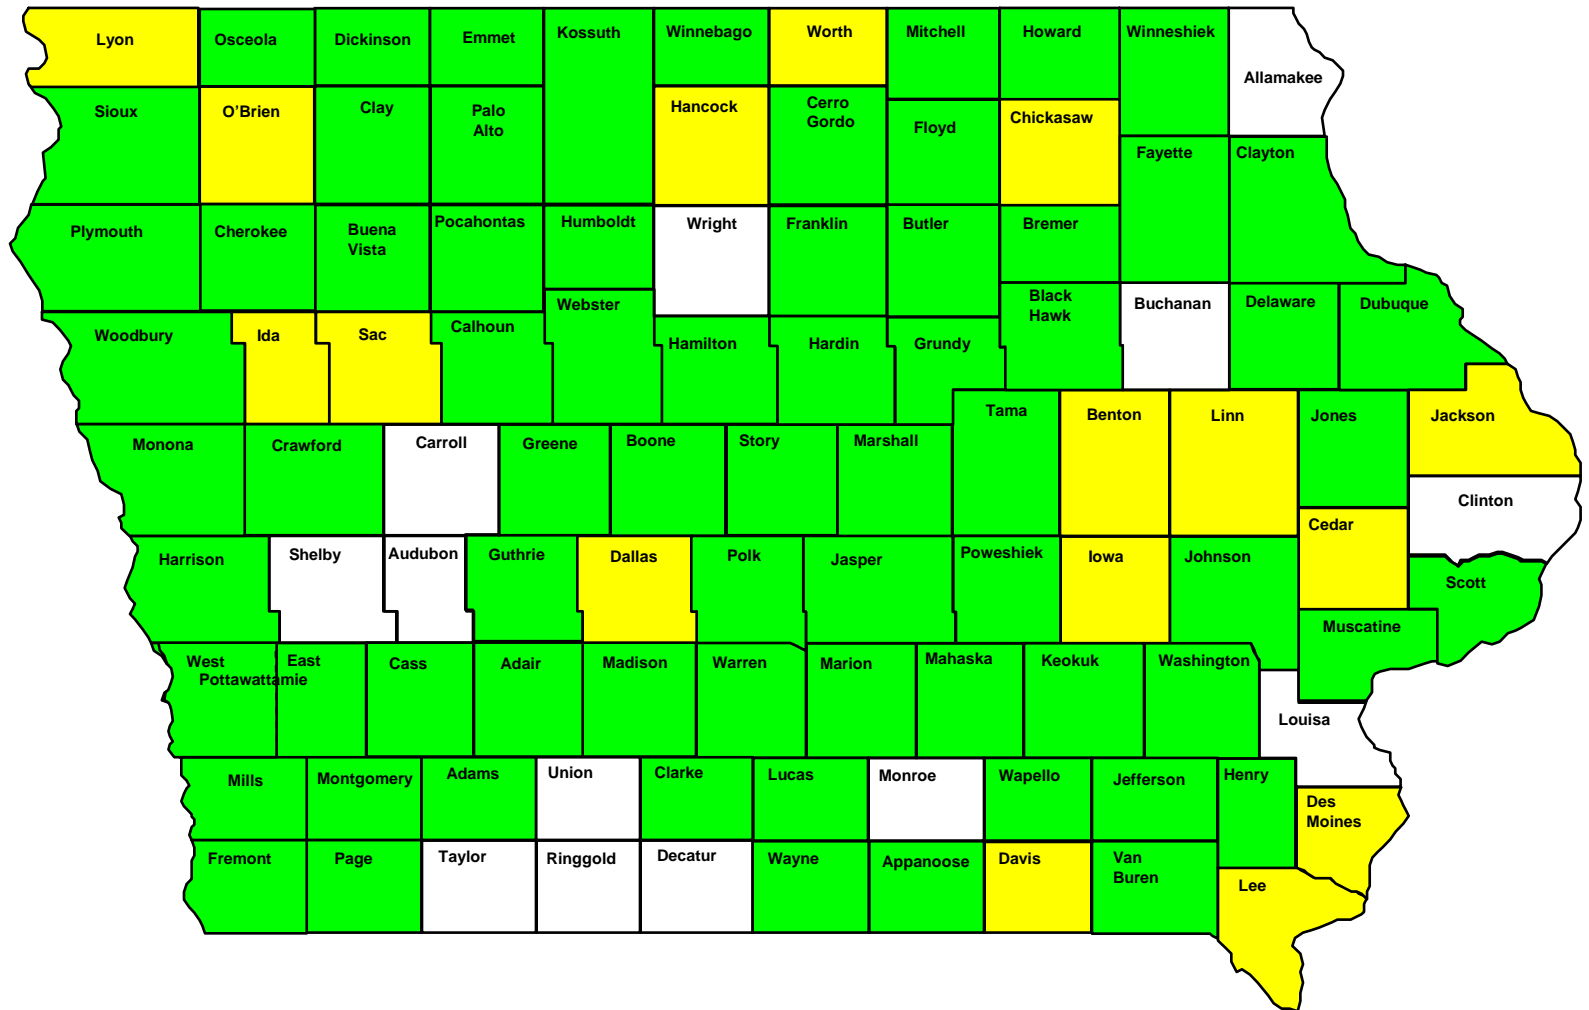 Lyon
Osceola
Dickinson
Emmet
Kossuth
Winnebago
Worth
Mitchell
Howard
Winneshiek
Allamakee
Sioux
O'Brien
Clay
Palo
Alto
Hancock
Cerro
Gordo
Floyd
Chickasaw
Fayette
Clayton
Plymouth
Cherokee
Buena
Vista
Pocahontas
Humboldt
Wright
Franklin
Butler
Bremer
Woodbury
Ida
Sac
Calhoun
Webster
Hamilton
Hardin
Grundy
Black
Hawk
Buchanan
Delaware
Dubuque
Monona
Crawford
Carroll
Greene
Boone
Story
Marshall
Tama
Benton
Linn
Jones
Jackson
Clinton
Harrison
Shelby
Audubon
Guthrie
Dallas
Polk
Jasper
Poweshiek
Iowa
Johnson
Cedar
Scott
Muscatine
West
East
Pottawattamie
Cass
Adair
Madison
Warren
Marion
Mahaska
Keokuk
Washington
Louisa
Mills
Montgomery
Adams
Union
Clarke
Lucas
Monroe
Wapello
Jefferson
Henry
Des
Moines
Fremont
Page
Taylor
Ringgold
Decatur
Wayne
Appanoose
Davis
Van
Buren
Lee